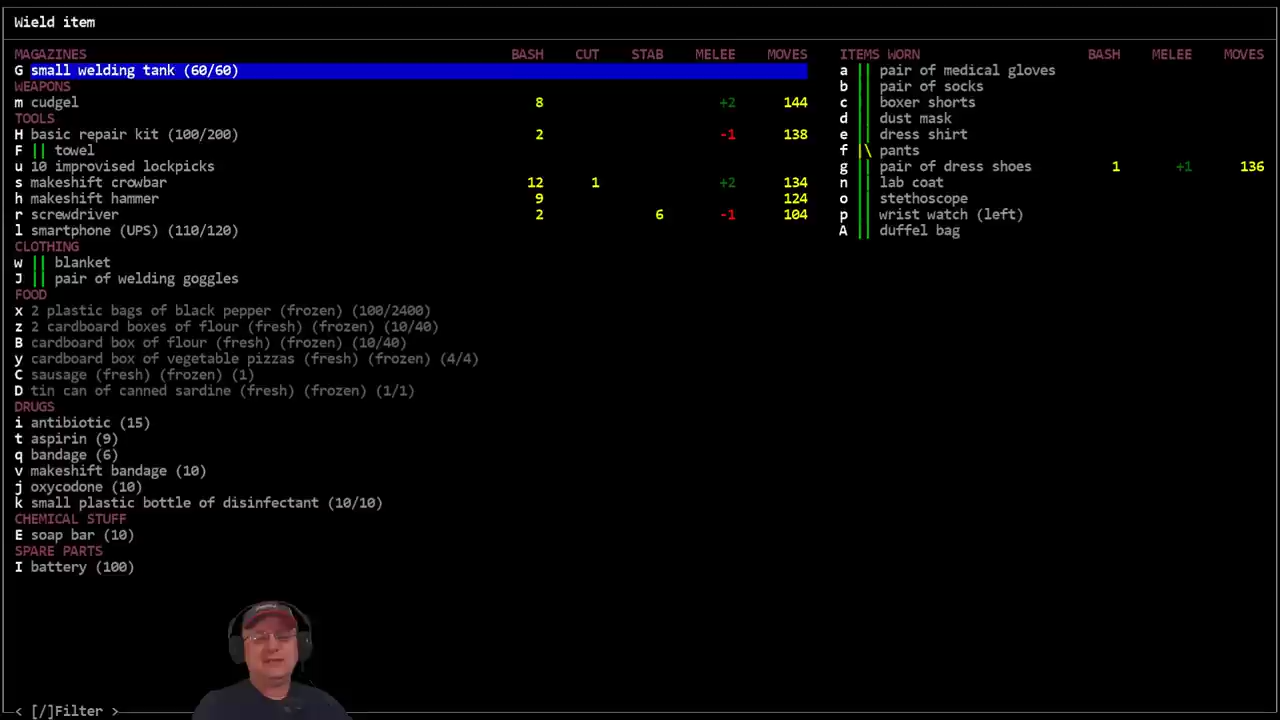 Wield item
MAGAZINES BASH CUT STAB MELEE MOVES
G small welding tank (60/60)
WEAPONS
m cudgel 8 +2 144
TOOLS
H basic repair kit (100/200) 2 -1 138
F || towel
u 10 improvised lockpicks
s makeshift crowbar 12 1 +2 134
h makeshift hammer 9 124
r screwdriver 2 6 -1 104
l smartphone (UPS) (110/120)
CLOTHING
w || blanket
J || pair of welding goggles
FOOD
x 2 plastic bags of black pepper (frozen) (100/2400)
z 2 cardboard boxes of flour (fresh) (frozen) (10/40)
B cardboard box of flour (fresh) (frozen) (10/40)
y cardboard box of vegetable pizzas (fresh) (frozen) (4/4)
C sausage (fresh) (frozen) (1)
D tin can of canned sardine (fresh) (frozen) (1/1)
DRUGS
i antibiotic (15)
t aspirin (9)
q bandage (6)
v makeshift bandage (10)
j oxycodone (10)
k small plastic bottle of disinfectant (10/10)
CHEMICAL STUFF
E soap bar (10)
SPARE PARTS
I battery (100)
ITEMS WORN BASH MELEE MOVES
a || pair of medical gloves
b || pair of socks
c || boxer shorts
d || dust mask
e || dress shirt
f |\ pants
g || pair of dress shoes 1 +1 136
n || lab coat
o || stethoscope
p || wrist watch (left)
A || duffel bag
< [/]Filter >